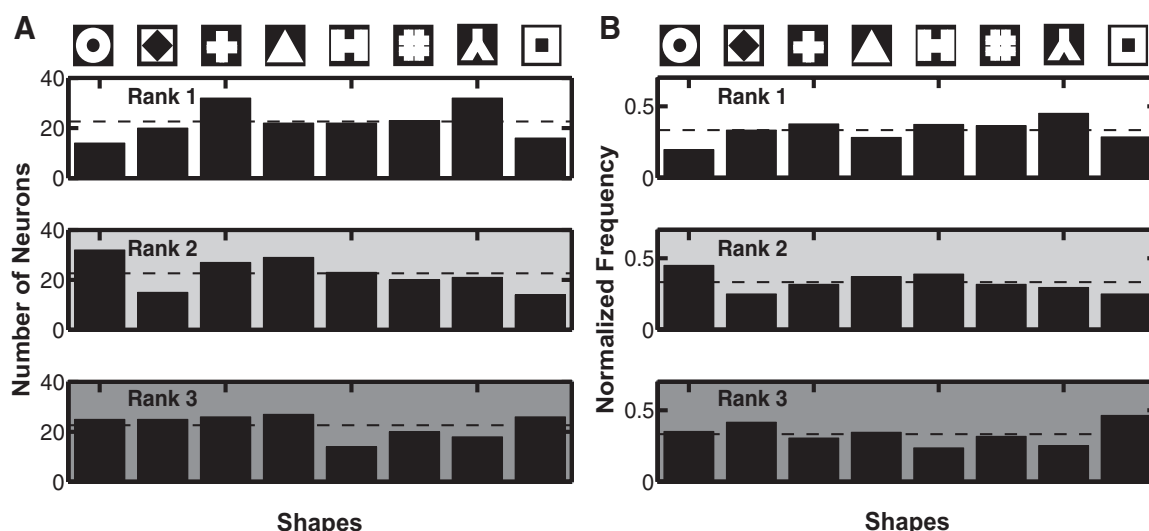 A
B
40
20
0
Rank 1
0.5
0
Rank 1
40
20
0
Rank 2
0.5
0
Rank 2
40
20
0
Rank 3
0.5
0
Rank 3
Number of Neurons
Normalized Frequency
Shapes
Shapes